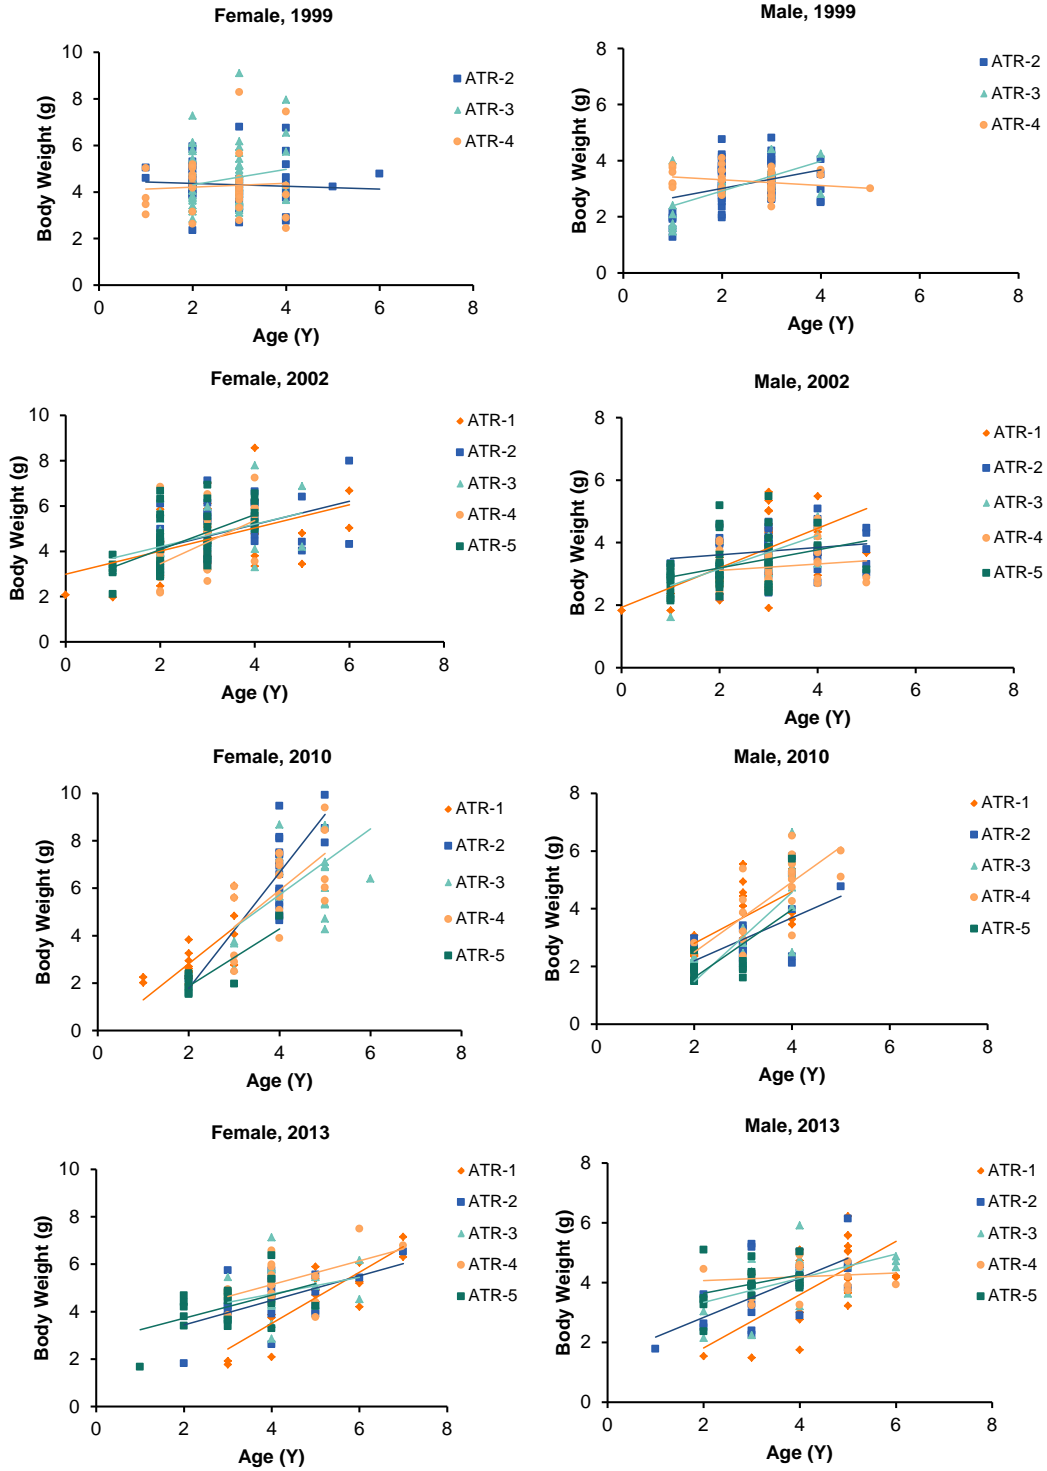 Female, 1999
10
8
6
4
2
0
0 2 4 6 8
Body Weight (g)
Age (Y)
ATR-2
ATR-3
ATR-4
Male, 1999
8
6
4
2
0
0 2 4 6 8
Body Weight (g)
Age (Y)
ATR-2
ATR-3
ATR-4
Female, 2002
10
8
6
4
2
0
0 2 4 6 8
Body Weight (g)
Age (Y)
ATR-1
ATR-2
ATR-3
ATR-4
ATR-5
Male, 2002
8
6
4
2
0
0 2 4 6 8
Body Weight (g)
Age (Y)
ATR-1
ATR-2
ATR-3
ATR-4
ATR-5
Female, 2010
10
8
6
4
2
0
0 2 4 6 8
Body Weight (g)
Age (Y)
ATR-1
ATR-2
ATR-3
ATR-4
ATR-5
Male, 2010
8
6
4
2
0
0 2 4 6 8
Body Weight (g)
Age (Y)
ATR-1
ATR-2
ATR-3
ATR-4
ATR-5
Female, 2013
10
8
6
4
2
0
0 2 4 6 8
Body Weight (g)
Age (Y)
ATR-1
ATR-2
ATR-3
ATR-4
ATR-5
Male, 2013
8
6
4
2
0
0 2 4 6 8
Body Weight (g)
Age (Y)
ATR-1
ATR-2
ATR-3
ATR-4
ATR-5